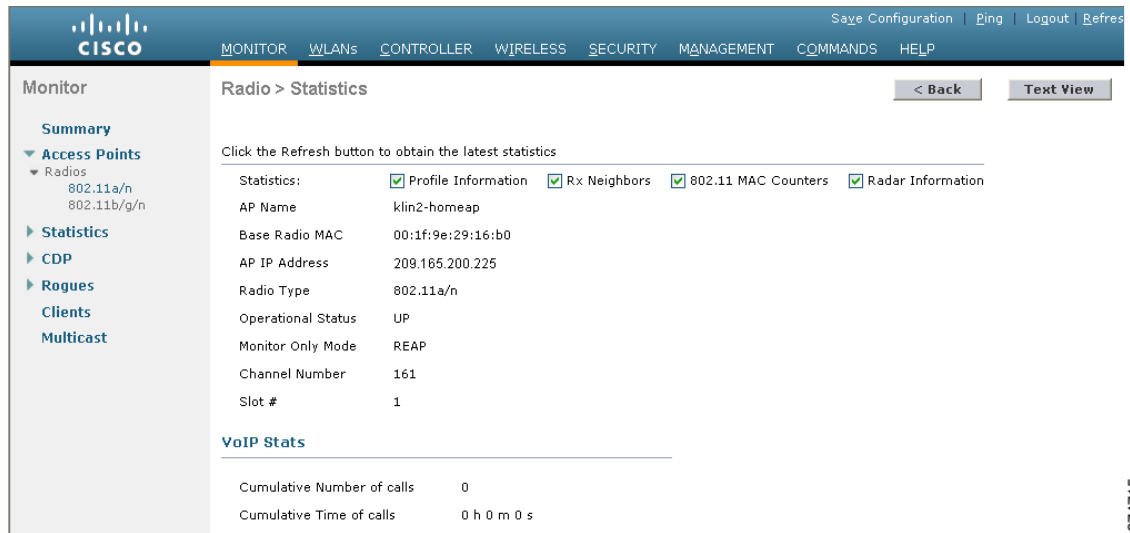 Save Configuration | Ping | Logout | Refres
CISCO
MONITOR WLANs CONTROLLER WIRELESS SECURITY MANAGEMENT COMMANDS HELP
Monitor
Summary
Access Points
Radios
802.11a/n
802.11b/g/n
Statistics
CDP
Rogues
Clients
Multicast
Radio > Statistics
< Back
Text View
Click the Refresh button to obtain the latest statistics
Statistics: Profile Information Rx Neighbors 802.11 MAC Counters Radar Information
AP Name klin2-homeap
Base Radio MAC 00:1f:9e:29:16:b0
AP IP Address 209.165.200.225
Radio Type 802.11a/n
Operational Status UP
Monitor Only Mode REAP
Channel Number 161
Slot # 1
VoIP Stats
Cumulative Number of calls 0
Cumulative Time of calls 0 h 0 m 0 s